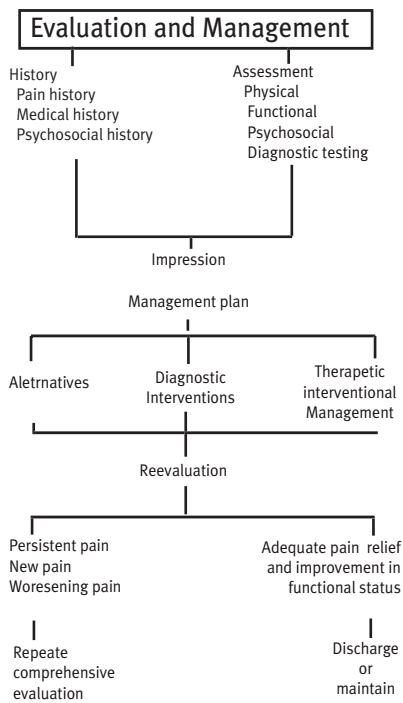 Evaluation and Management
History
Pain history
Medical history
Psychosocial history
Assessment
Physical
Functional
Psychosocial
Diagnostic testing
Impression
Management plan
Aletrnatives
Diagnostic
Interventions
Therapetic
interventional
Management
Reevaluation
Persistent pain
New pain
Woresening pain
Adequate pain relief
and improvement in
functional status
Repeate
comprehensive
evaluation
Discharge
or
maintain